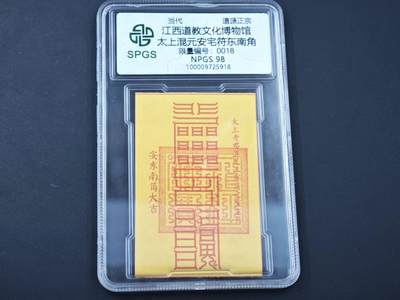 当代 道源正宗
江西道教文化博物馆
太上混元安宅符东南角
限量编号：0018
NPGS 98
100009725918
SPGS
安东南角大吉